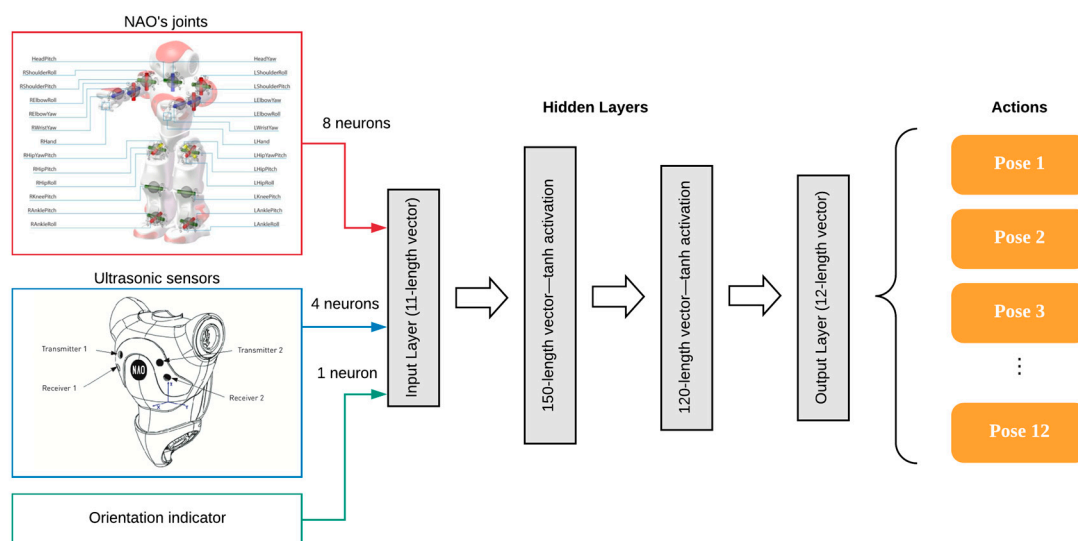 NAO's joints
HeadPitch
HeadYaw
RShoulderRoll
LShoulderRoll
RShoulderPitch
LShoulderPitch
RElbowRoll
LElbowYaw
RElbowYaw
LElbowRoll
RWristYaw
LWristYaw
RHand
LHand
RHipYawPitch
LHipYawPitch
RHipPitch
LHipPitch
RHipRoll
LHipRoll
RKneePitch
LKneePitch
RAnklePitch
LAnklePitch
RAnkleRoll
LAnkleRoll
8 neurons
Ultrasonic sensors
Transmitter 1
Transmitter 2
NAO
Receiver 1
Receiver 2
4 neurons
1 neuron
Orientation indicator
Input Layer (11-length vector)
Hidden Layers
150-length vector—tanh activation
120-length vector—tanh activation
Output Layer (12-length vector)
Actions
Pose 1
Pose 2
Pose 3
⋮
Pose 12